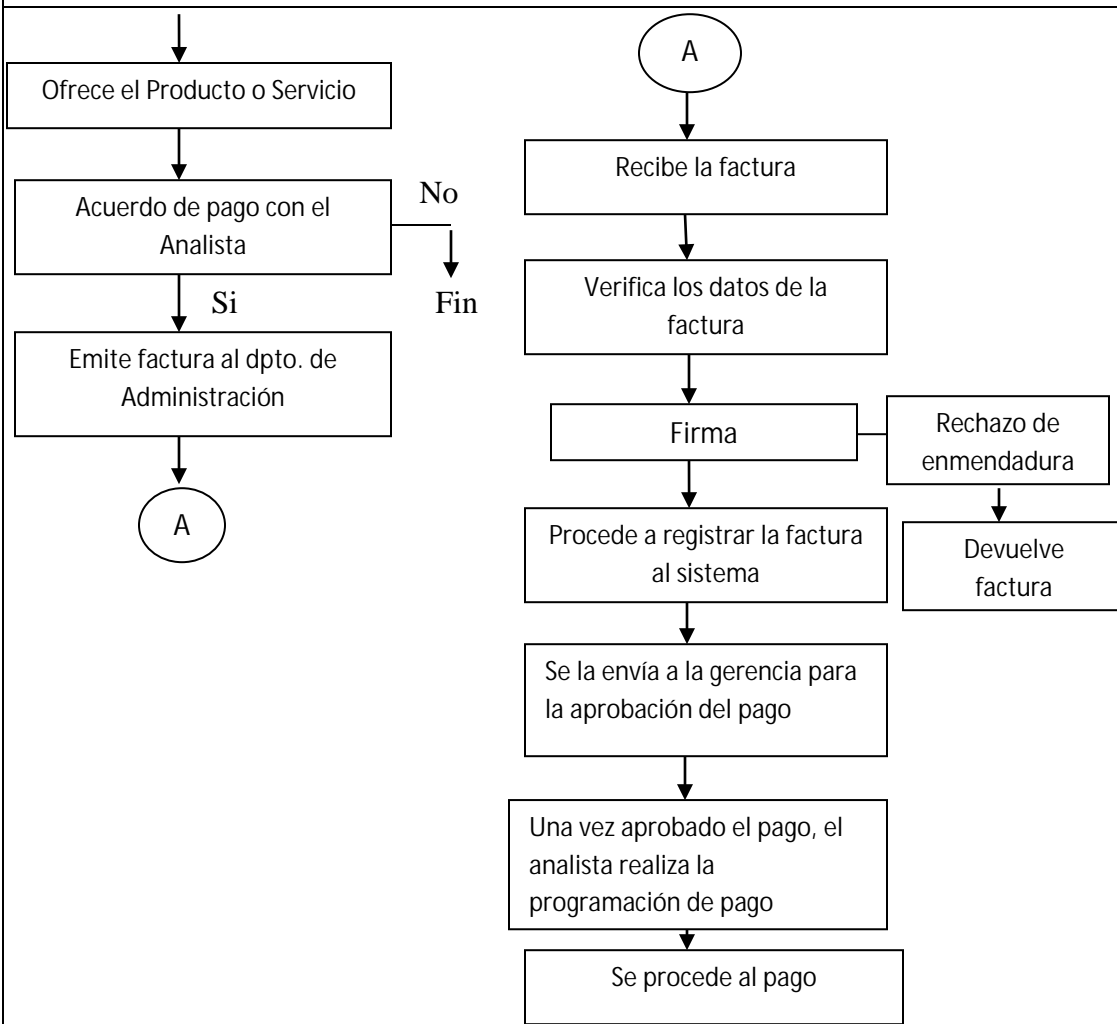 Ofrece el Producto o Servicio
Acuerdo de pago con el
Analista
No
Fin
Si
Emite factura al dpto. de
Administración
A
A
Recibe la factura
Verifica los datos de la
factura
Firma
Rechazo de
enmendadura
Devuelve
factura
Procede a registrar la factura
al sistema
Se la envía a la gerencia para
la aprobación del pago
Una vez aprobado el pago, el
analista realiza la
programación de pago
Se procede al pago